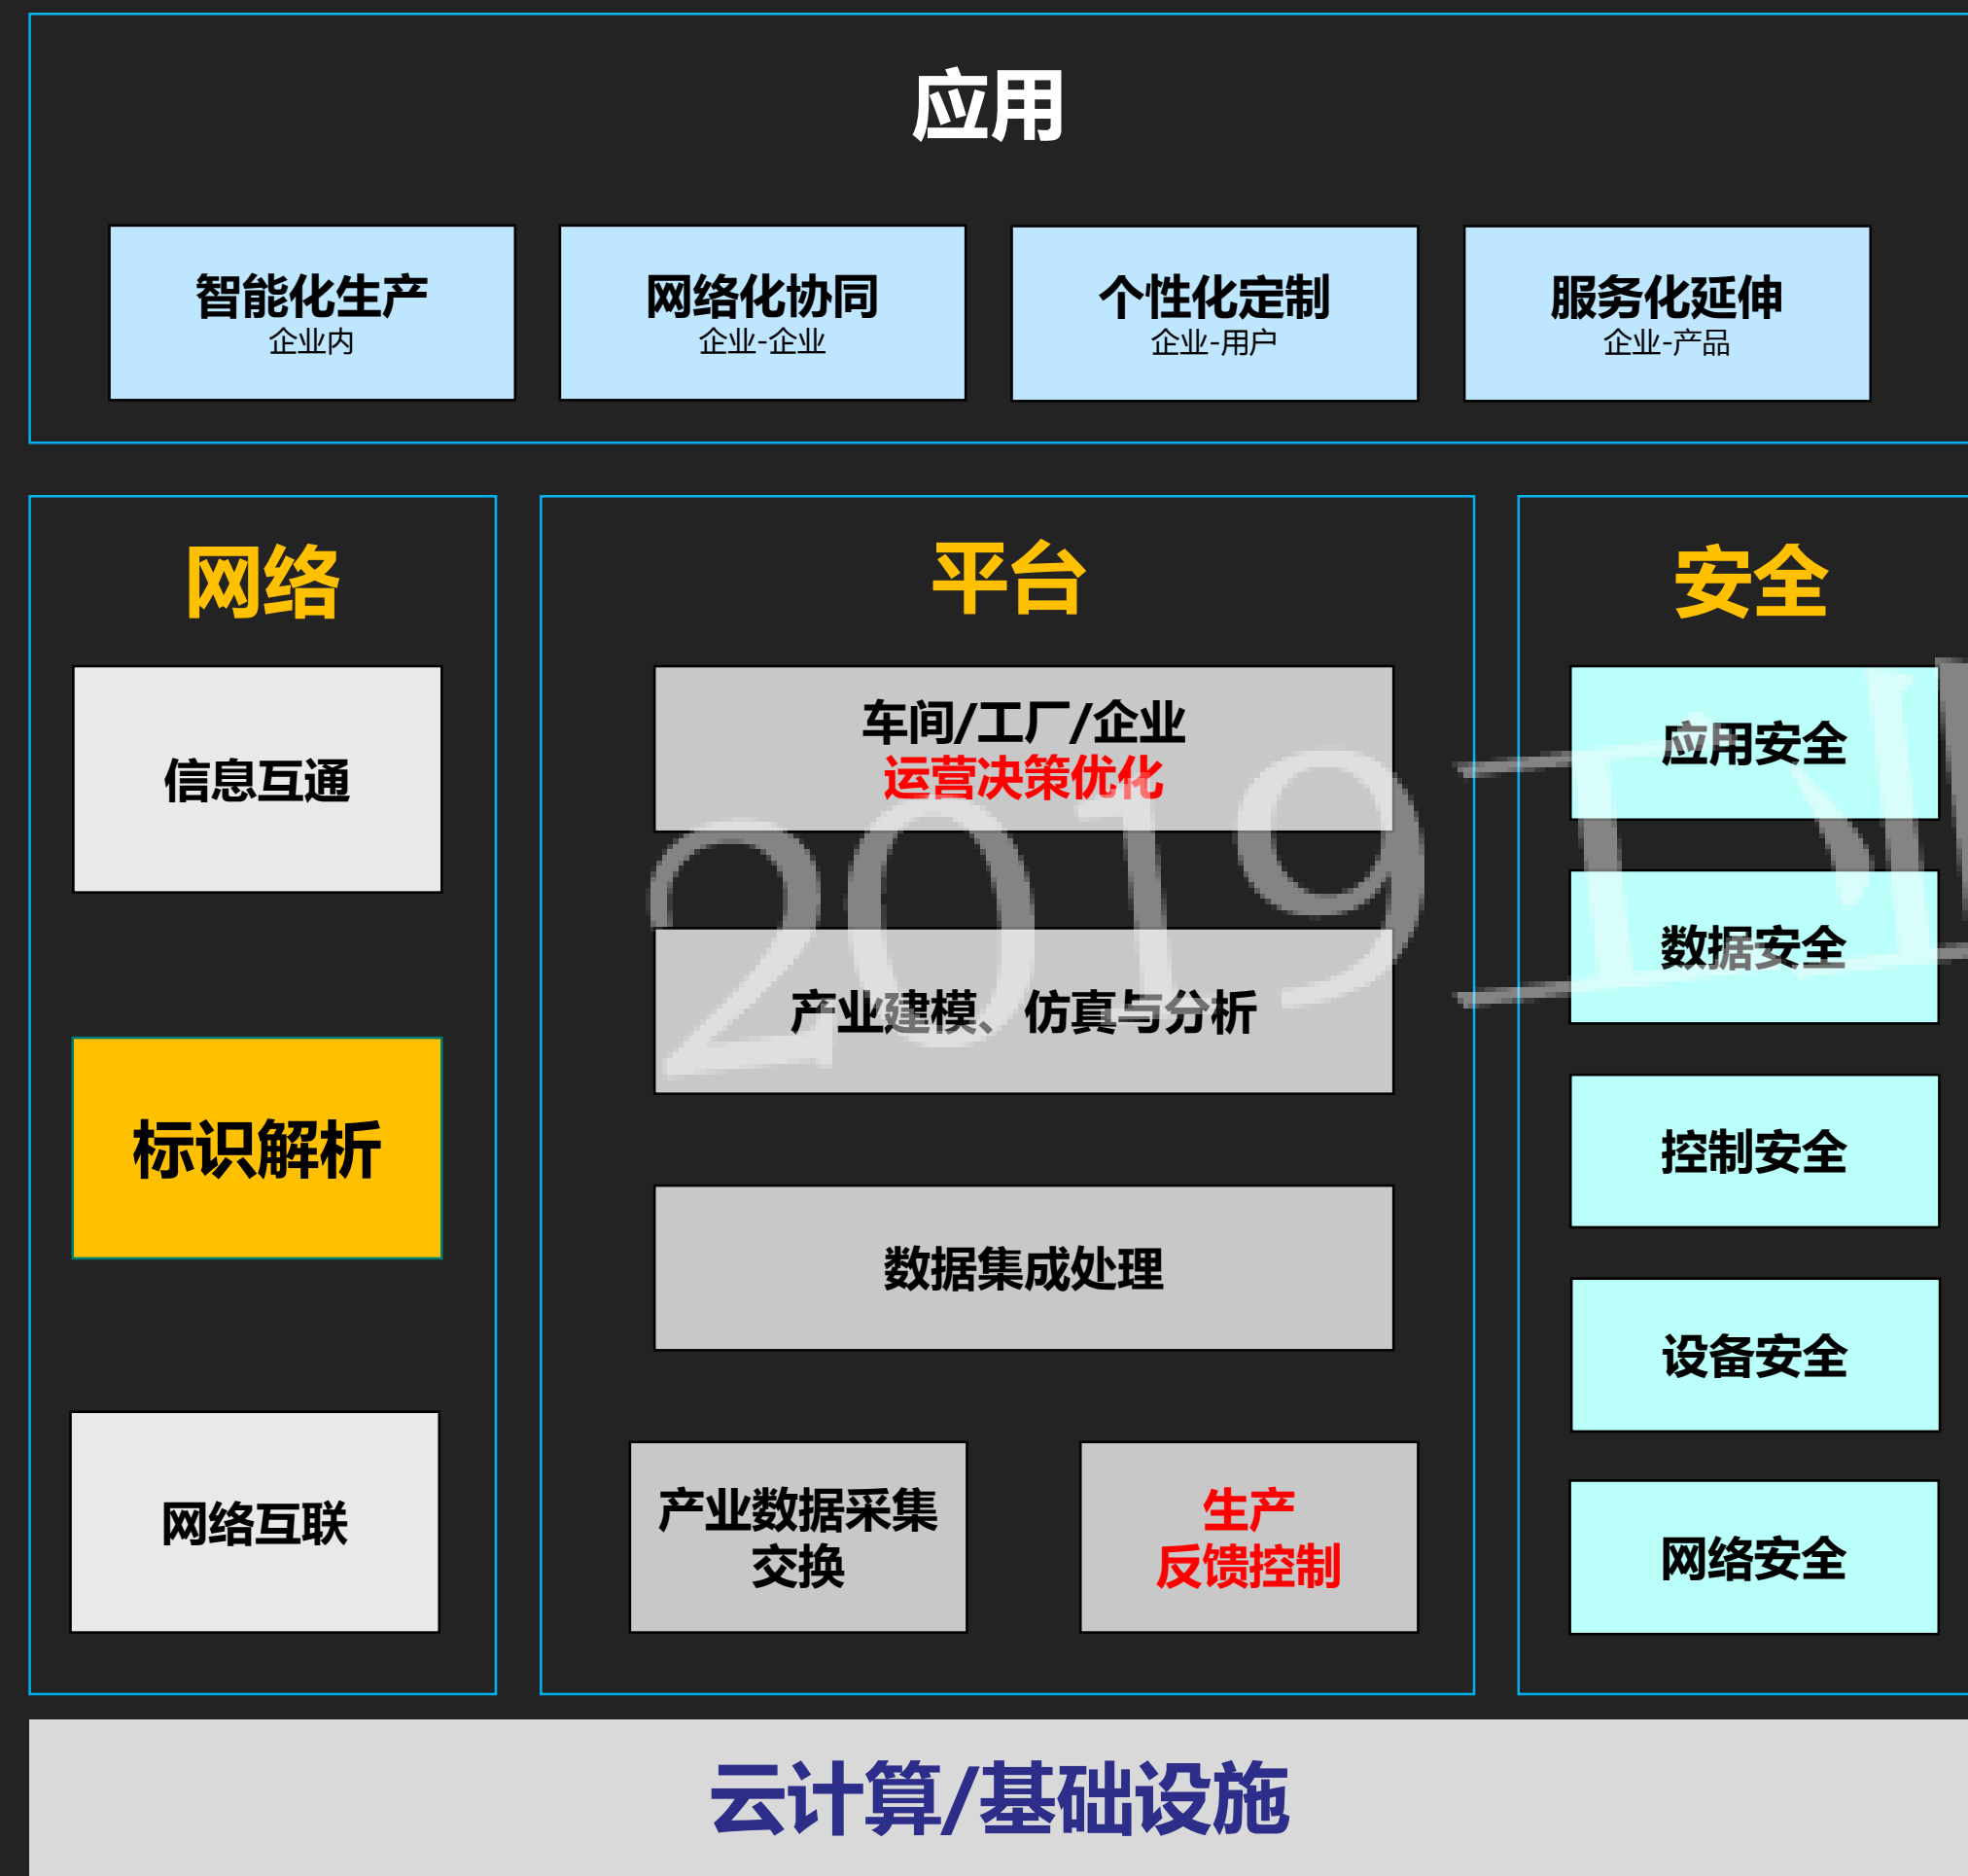 应用
智能化生产
企业内
网络化协同
企业-企业
个性化定制
企业-用户
服务化延伸
企业-产品
网络
信息互通
标识解析
网络互联
平台
车间/工厂/企业
运营决策优化
产业建模、仿真与分析
数据集成处理
产业数据采集
交换
生产
反馈控制
安全
应用安全
数据安全
控制安全
设备安全
网络安全
云计算/基础设施
2019